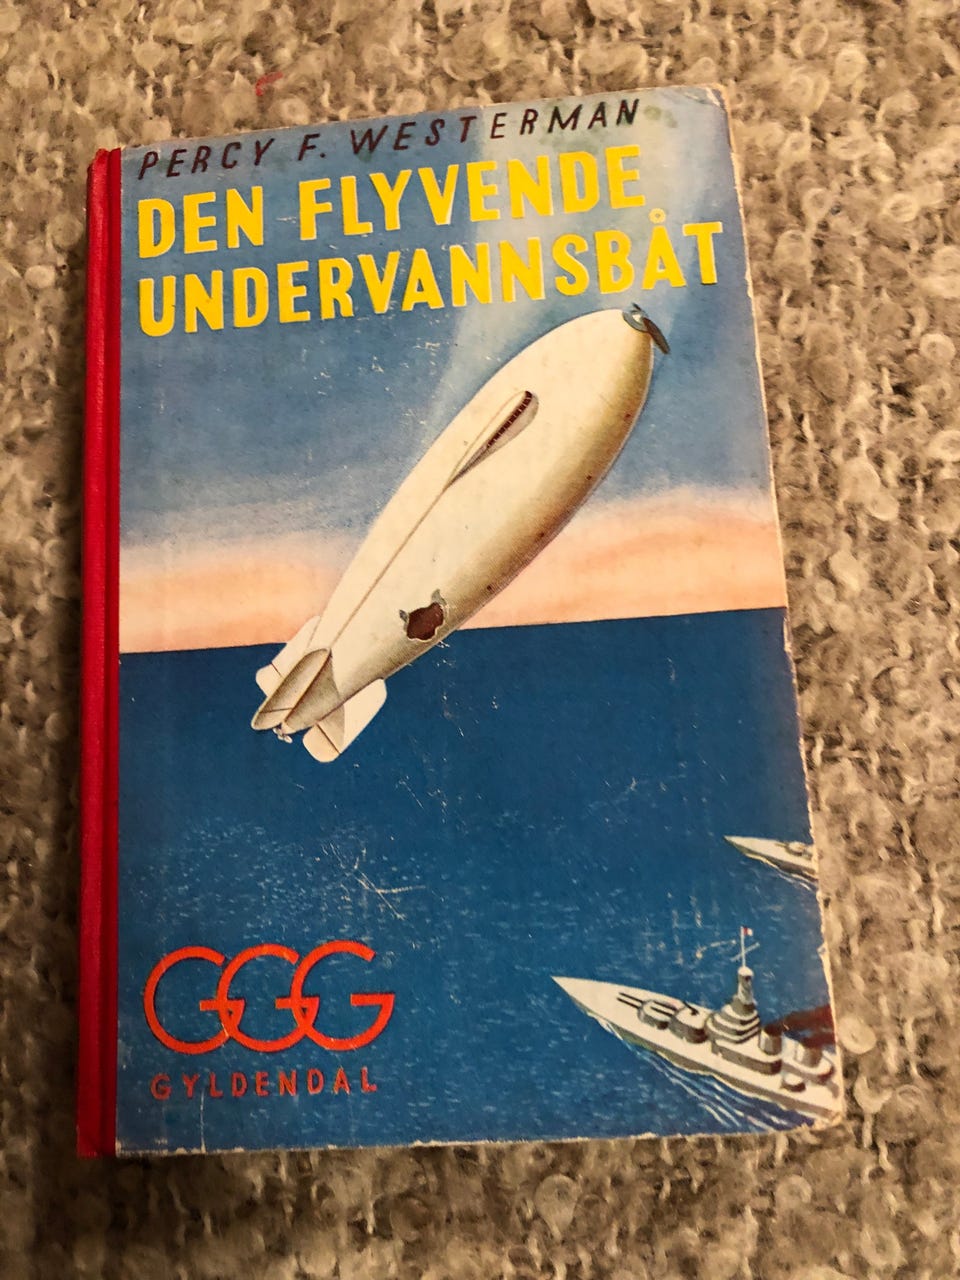 PERCY F. WESTERMAN
DEN FLYVENDE
UNDERVANNSBÅT
GGG
GYLDENDAL